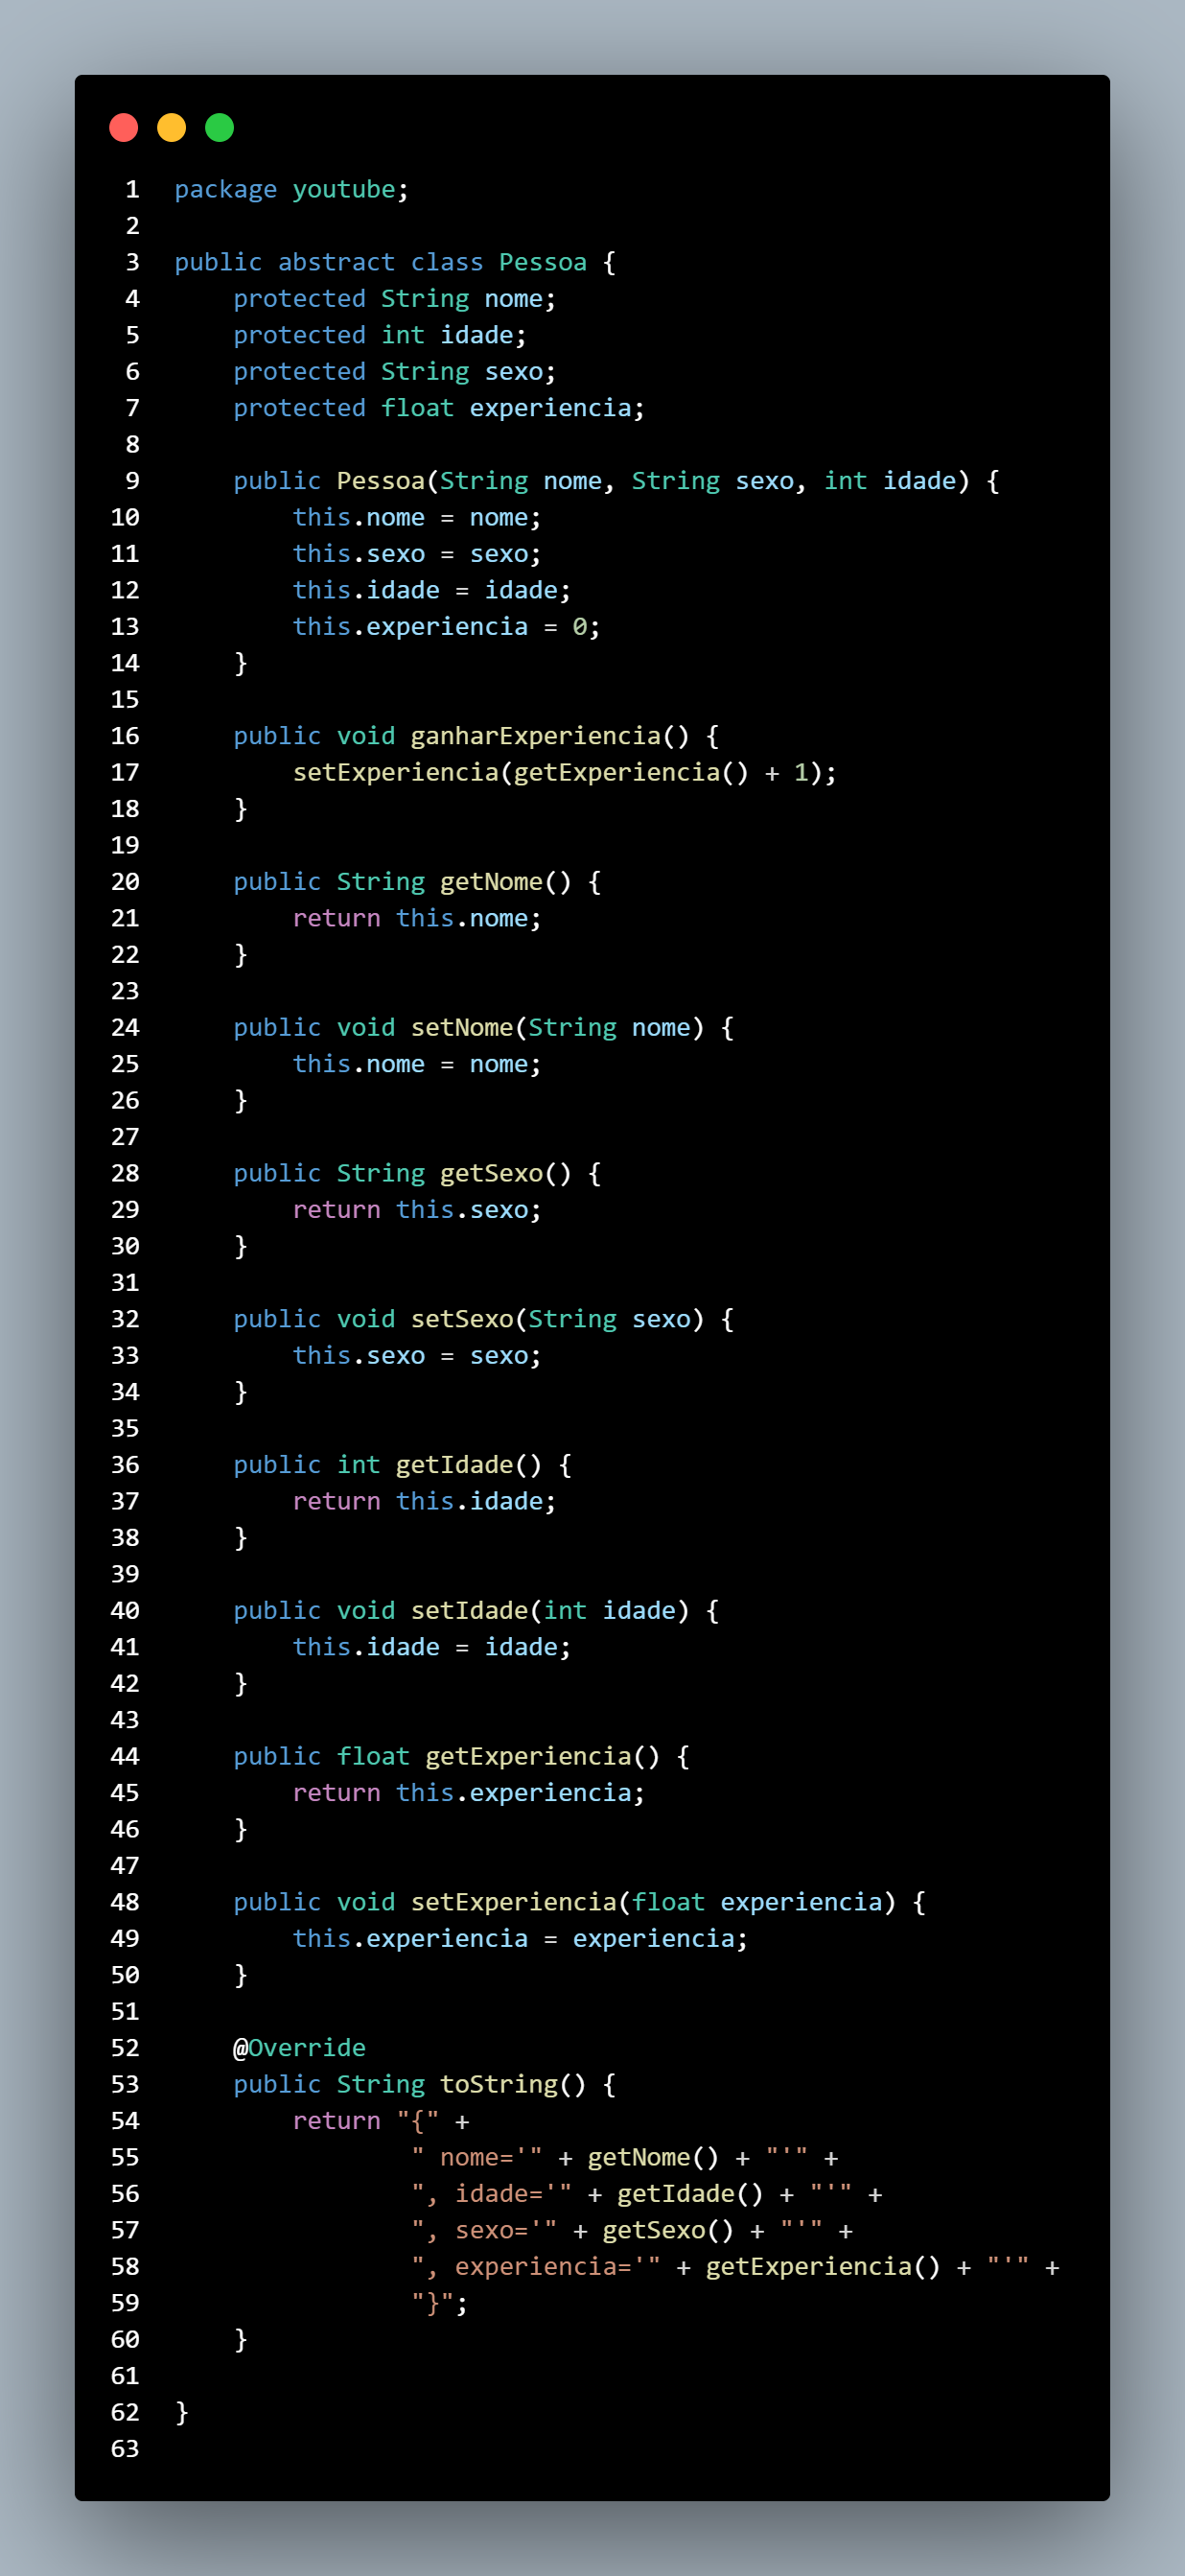 1 package youtube;
2
3 public abstract class Pessoa {
4     protected String nome;
5     protected int idade;
6     protected String sexo;
7     protected float experiencia;
8
9     public Pessoa(String nome, String sexo, int idade) {
10         this.nome = nome;
11         this.sexo = sexo;
12         this.idade = idade;
13         this.experiencia = 0;
14     }
15
16     public void ganharExperiencia() {
17         setExperiencia(getExperiencia() + 1);
18     }
19
20     public String getNome() {
21         return this.nome;
22     }
23
24     public void setNome(String nome) {
25         this.nome = nome;
26     }
27
28     public String getSexo() {
29         return this.sexo;
30     }
31
32     public void setSexo(String sexo) {
33         this.sexo = sexo;
34     }
35
36     public int getIdade() {
37         return this.idade;
38     }
39
40     public void setIdade(int idade) {
41         this.idade = idade;
42     }
43
44     public float getExperiencia() {
45         return this.experiencia;
46     }
47
48     public void setExperiencia(float experiencia) {
49         this.experiencia = experiencia;
50     }
51
52     @Override
53     public String toString() {
54         return "{" +
55                 " nome='" + getNome() + "'" +
56                 ", idade='" + getIdade() + "'" +
57                 ", sexo='" + getSexo() + "'" +
58                 ", experiencia='" + getExperiencia() + "'" +
59                 "}";
60     }
61
62 }
63